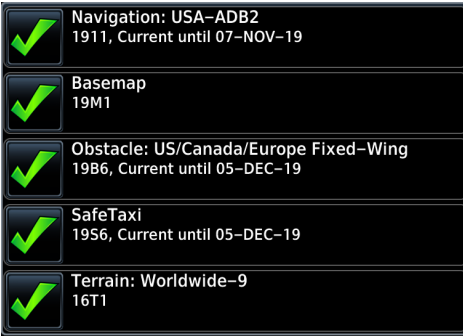 Navigation: USA-ADB2
1911, Current until 07-NOV-19
Basemap
19M1
Obstacle: US/Canada/Europe Fixed-Wing
19B6, Current until 05-DEC-19
SafeTaxi
19S6, Current until 05-DEC-19
Terrain: Worldwide-9
16T1